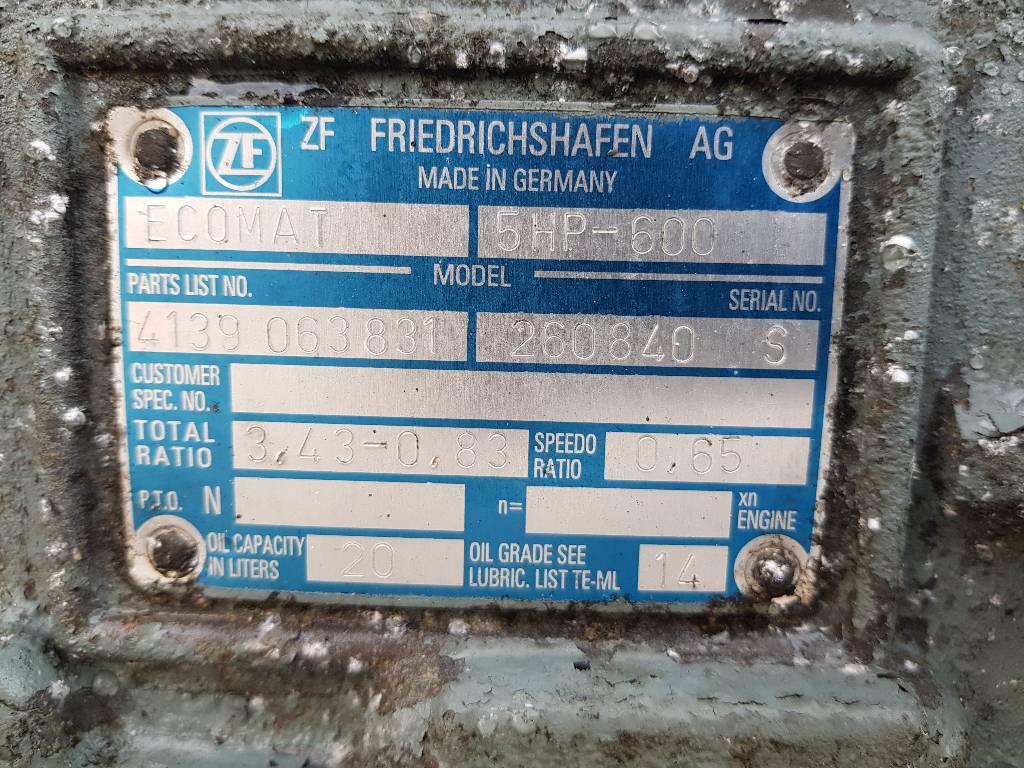 ZF ZF FRIEDRICHSHAFEN AG
MADE IN GERMANY
ECOMAT 5HP-600
MODEL
PARTS LIST NO. SERIAL NO.
4139 063 831 260840 S
CUSTOMER
SPEC. NO.
TOTAL
RATIO 3,43-0,83 SPEEDO
RATIO 0,65
P.T.O. N n= xn
ENGINE
OIL CAPACITY
IN LITERS 20 OIL GRADE SEE
LUBRIC. LIST TE-ML 14